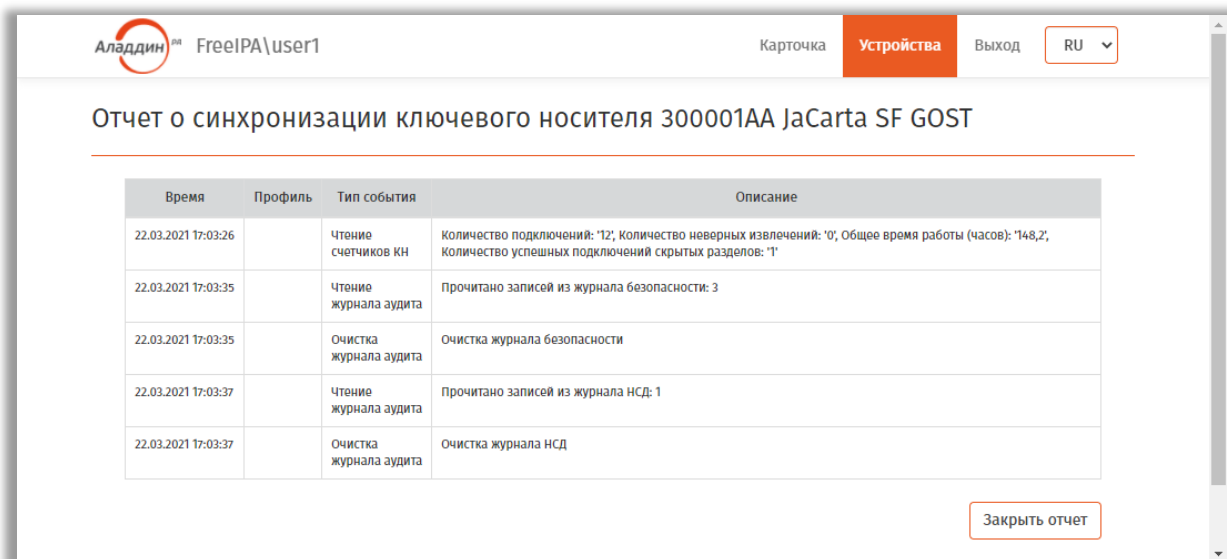 Аладдин РД FreeIPA\user1 Карточка Устройства Выход RU
Отчет о синхронизации ключевого носителя 300001AA JaCarta SF GOST
Время Профиль Тип события Описание
22.03.2021 17:03:26 Чтение счетчиков КН Количество подключений: '12', Количество неверных извлечений: '0', Общее время работы (часов): '148,2',
Количество успешных подключений скрытых разделов: '1'
22.03.2021 17:03:35 Чтение журнала аудита Прочитано записей из журнала безопасности: 3
22.03.2021 17:03:35 Очистка журнала аудита Очистка журнала безопасности
22.03.2021 17:03:37 Чтение журнала аудита Прочитано записей из журнала НСД: 1
22.03.2021 17:03:37 Очистка журнала аудита Очистка журнала НСД
Закрыть отчет